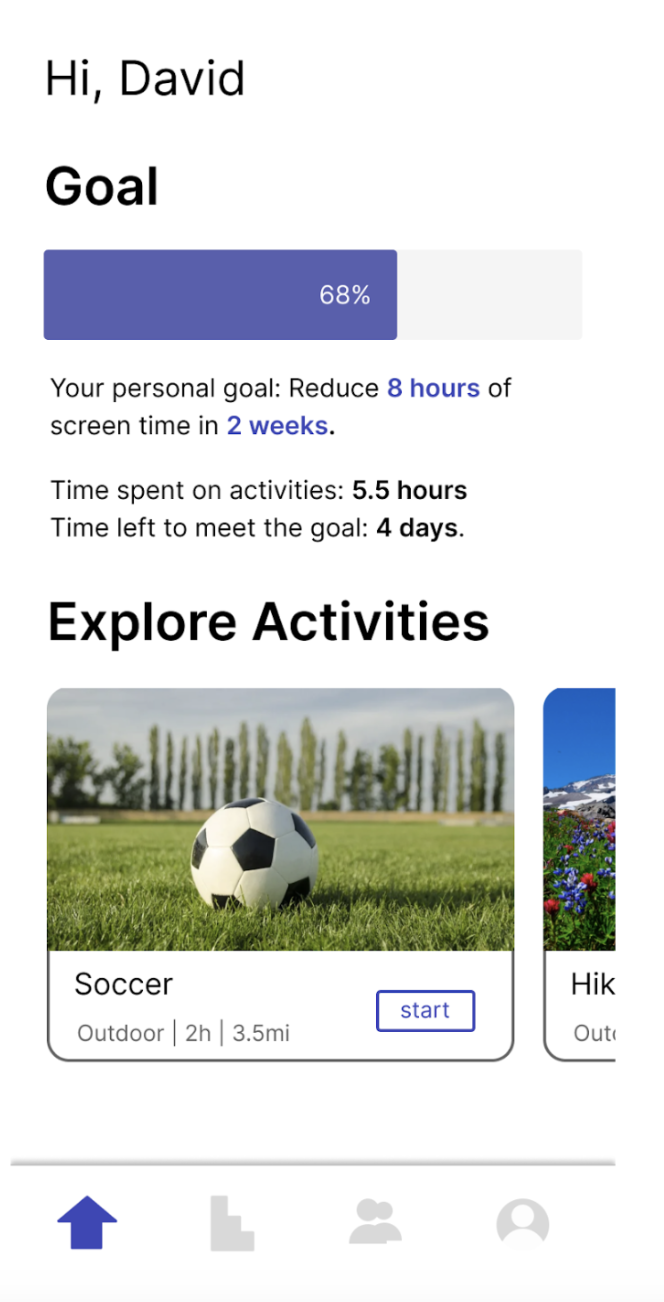 Hi, David
Goal
68%
Your personal goal: Reduce 8 hours of
screen time in 2 weeks.
Time spent on activities: 5.5 hours
Time left to meet the goal: 4 days.
Explore Activities
Soccer
Outdoor | 2h | 3.5mi
start
Hik
Out